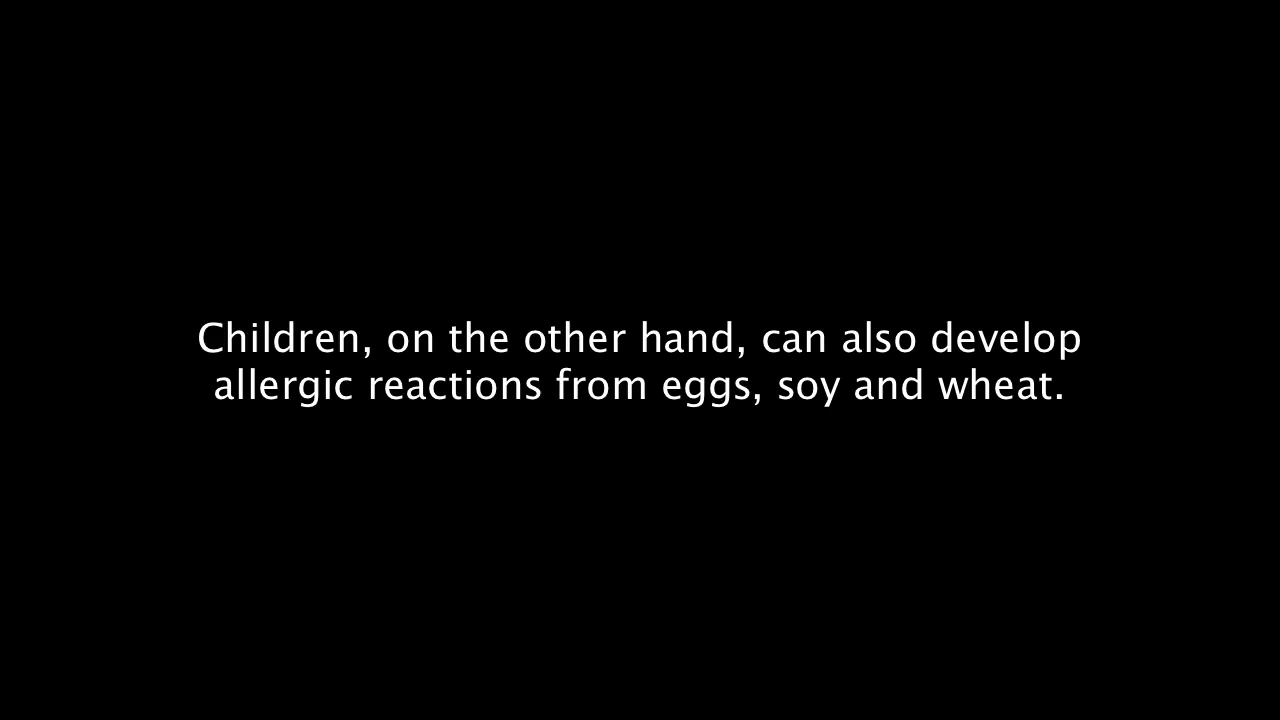 Children, on the other hand, can also develop
allergic reactions from eggs, soy and wheat.